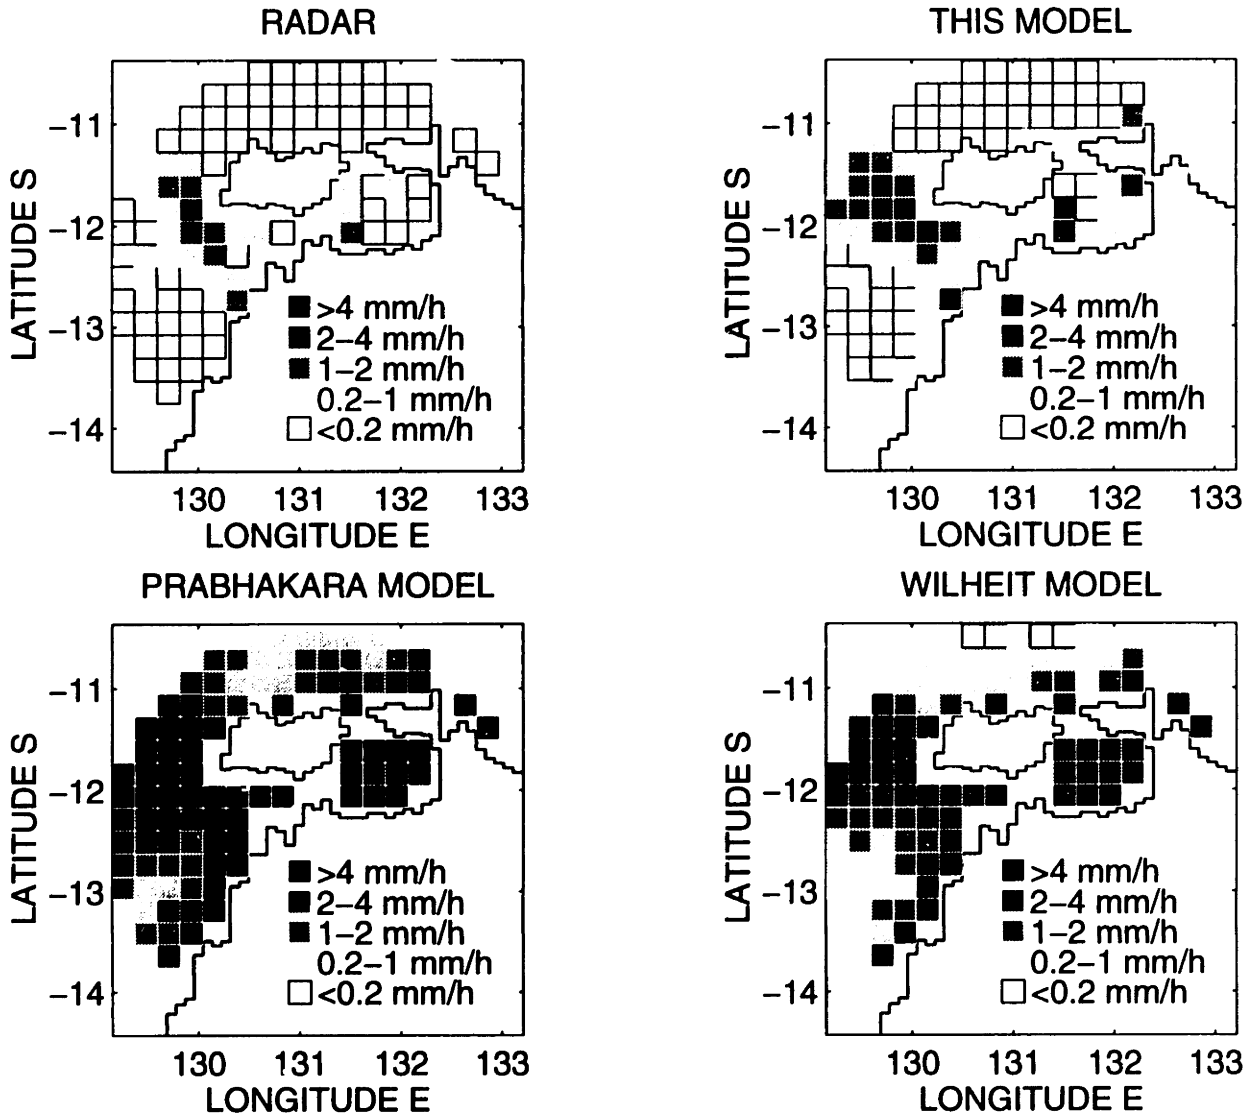 RADAR
LATITUDE S
−11
−12
−13
−14
>4 mm/h
2−4 mm/h
1−2 mm/h
0.2−1 mm/h
<0.2 mm/h
130 131 132 133
LONGITUDE E
THIS MODEL
LATITUDE S
−11
−12
−13
−14
>4 mm/h
2−4 mm/h
1−2 mm/h
0.2−1 mm/h
<0.2 mm/h
130 131 132 133
LONGITUDE E
PRABHAKARA MODEL
LATITUDE S
−11
−12
−13
−14
>4 mm/h
2−4 mm/h
1−2 mm/h
0.2−1 mm/h
<0.2 mm/h
130 131 132 133
LONGITUDE E
WILHEIT MODEL
LATITUDE S
−11
−12
−13
−14
>4 mm/h
2−4 mm/h
1−2 mm/h
0.2−1 mm/h
<0.2 mm/h
130 131 132 133
LONGITUDE E